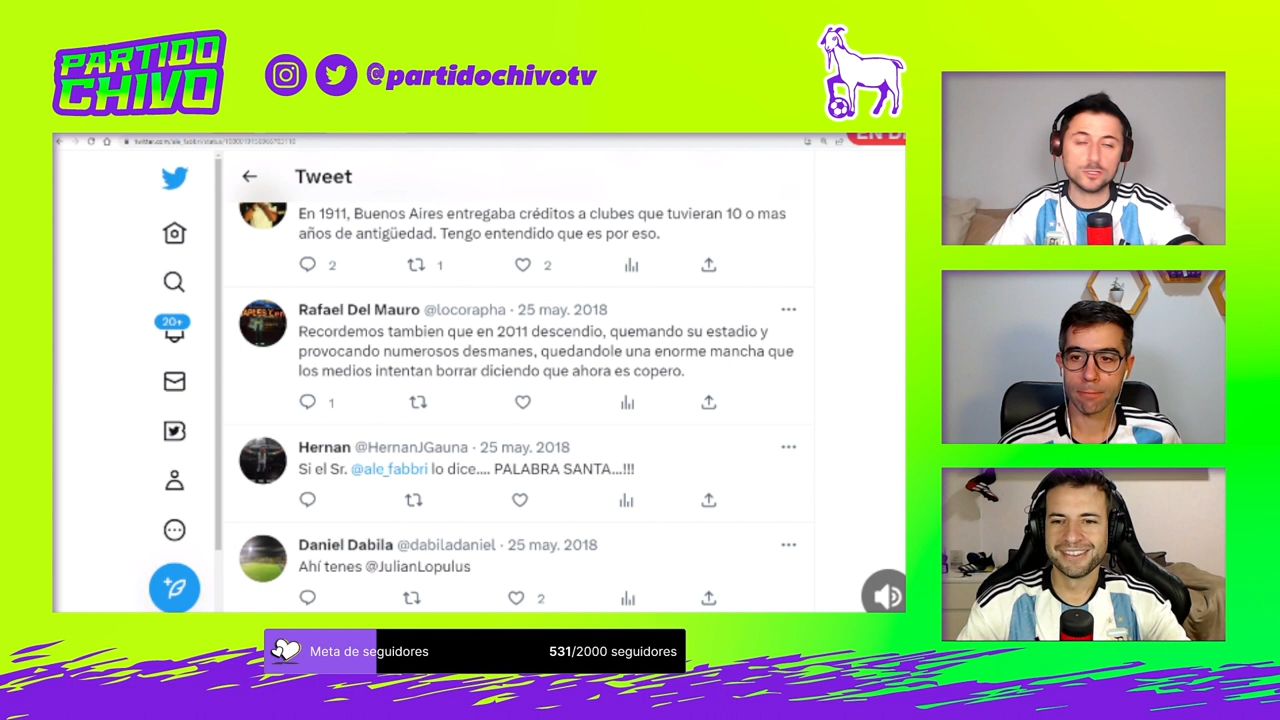 PARTIDO
CHIVO
@partidochivotv
EN D
Tweet
En 1911, Buenos Aires entregaba créditos a clubes que tuvieran 10 o mas
años de antigüedad. Tengo entendido que es por eso.
2 1 2
20+
Rafael Del Mauro @locorapha · 25 may. 2018
Recordemos tambien que en 2011 descendio, quemando su estadio y
provocando numerosos desmanes, quedandole una enorme mancha que
los medios intentan borrar diciendo que ahora es copero.
1
Hernan @HernanJGauna · 25 may. 2018
Si el Sr. @ale_fabbri lo dice.... PALABRA SANTA...!!!
Daniel Dabila @dabiladaniel · 25 may. 2018
Ahí tenes @JulianLopulus
2
Meta de seguidores 531/2000 seguidores